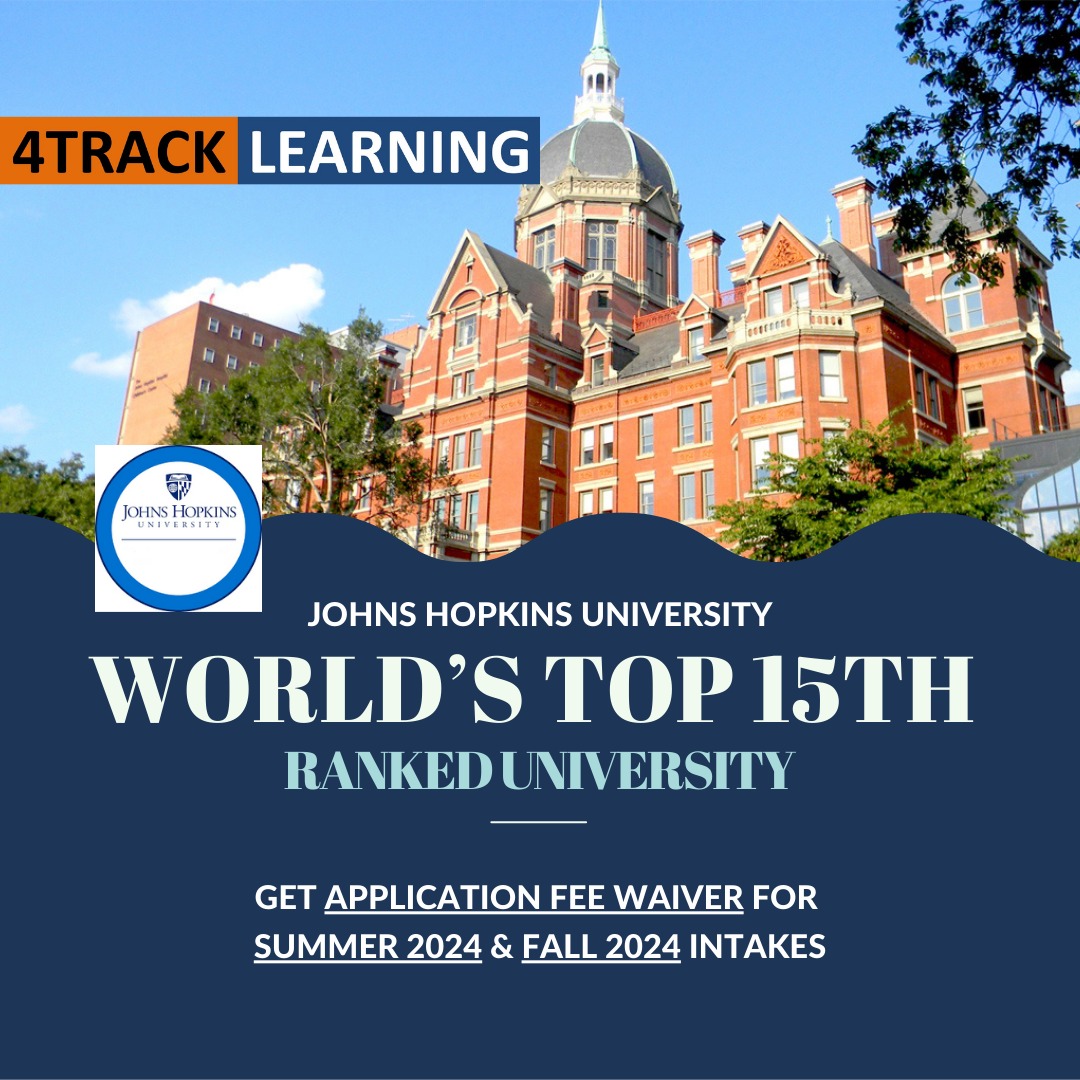 4TRACK LEARNING
JOHNS HOPKINS
UNIVERSITY
JOHNS HOPKINS UNIVERSITY
WORLD’S TOP 15TH
RANKED UNIVERSITY
GET APPLICATION FEE WAIVER FOR
SUMMER 2024 & FALL 2024 INTAKES